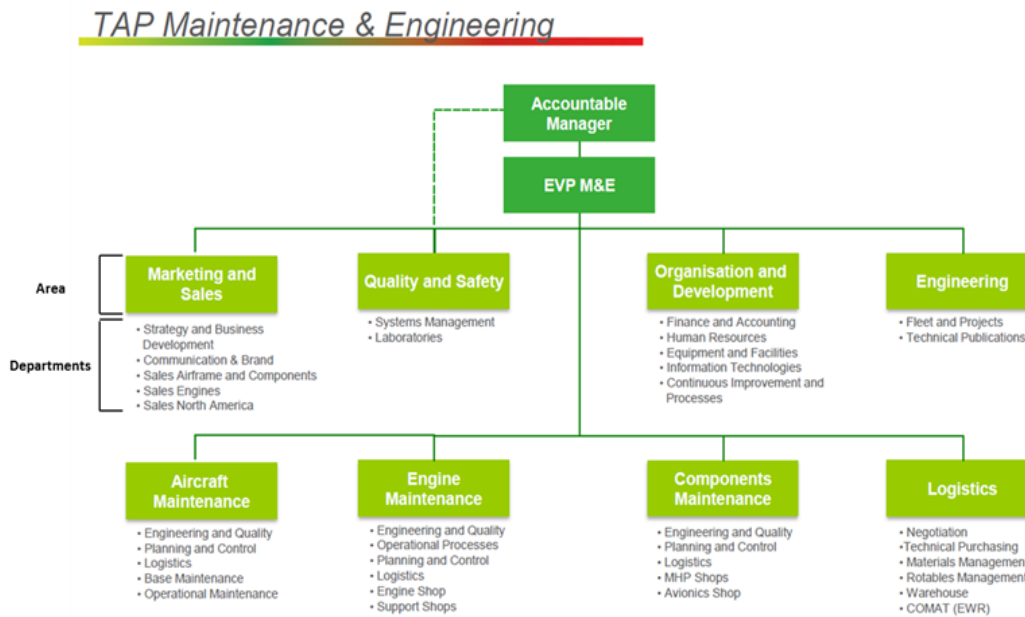 TAP Maintenance & Engineering
Accountable
Manager
EVP M&E
Area
Marketing and
Sales
Quality and Safety
Organisation and
Development
Engineering
Departments
• Strategy and Business
Development
• Communication & Brand
• Sales Airframe and Components
• Sales Engines
• Sales North America
• Systems Management
• Laboratories
• Finance and Accounting
• Human Resources
• Equipment and Facilities
• Information Technologies
• Continuous Improvement and
Processes
• Fleet and Projects
• Technical Publications
Aircraft
Maintenance
Engine
Maintenance
Components
Maintenance
Logistics
• Engineering and Quality
• Planning and Control
• Logistics
• Base Maintenance
• Operational Maintenance
• Engineering and Quality
• Operational Processes
• Planning and Control
• Logistics
• Engine Shop
• Support Shops
• Engineering and Quality
• Planning and Control
• Logistics
• MHP Shops
• Avionics Shop
• Negotiation
•Technical Purchasing
• Materials Management
• Rotables Management
• Warehouse
• COMAT (EWR)